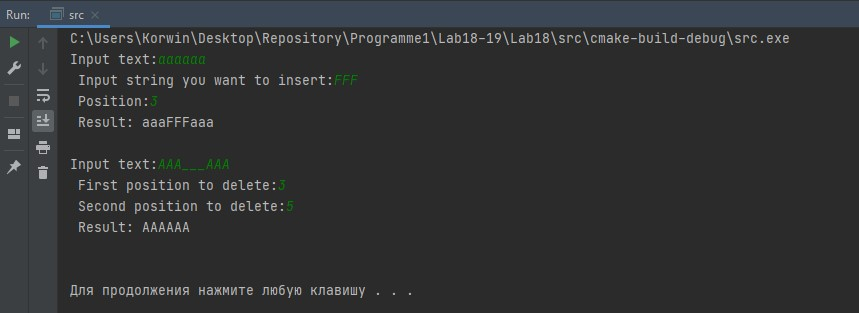 Run: src ×
C:\Users\Korwin\Desktop\Repository\Programme1\Lab18-19\Lab18\src\cmake-build-debug\src.exe
Input text:aaaaaa
Input string you want to insert:FFF
Position:3
Result: aaaFFFaaa
Input text:AAA___AAA
First position to delete:3
Second position to delete:5
Result: AAAAAA
Для продолжения нажмите любую клавишу . . .